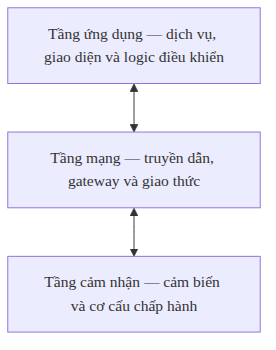 Tầng ứng dụng — dịch vụ,
giao diện và logic điều khiển
Tầng mạng — truyền dẫn,
gateway và giao thức
Tầng cảm nhận — cảm biến
và cơ cấu chấp hành